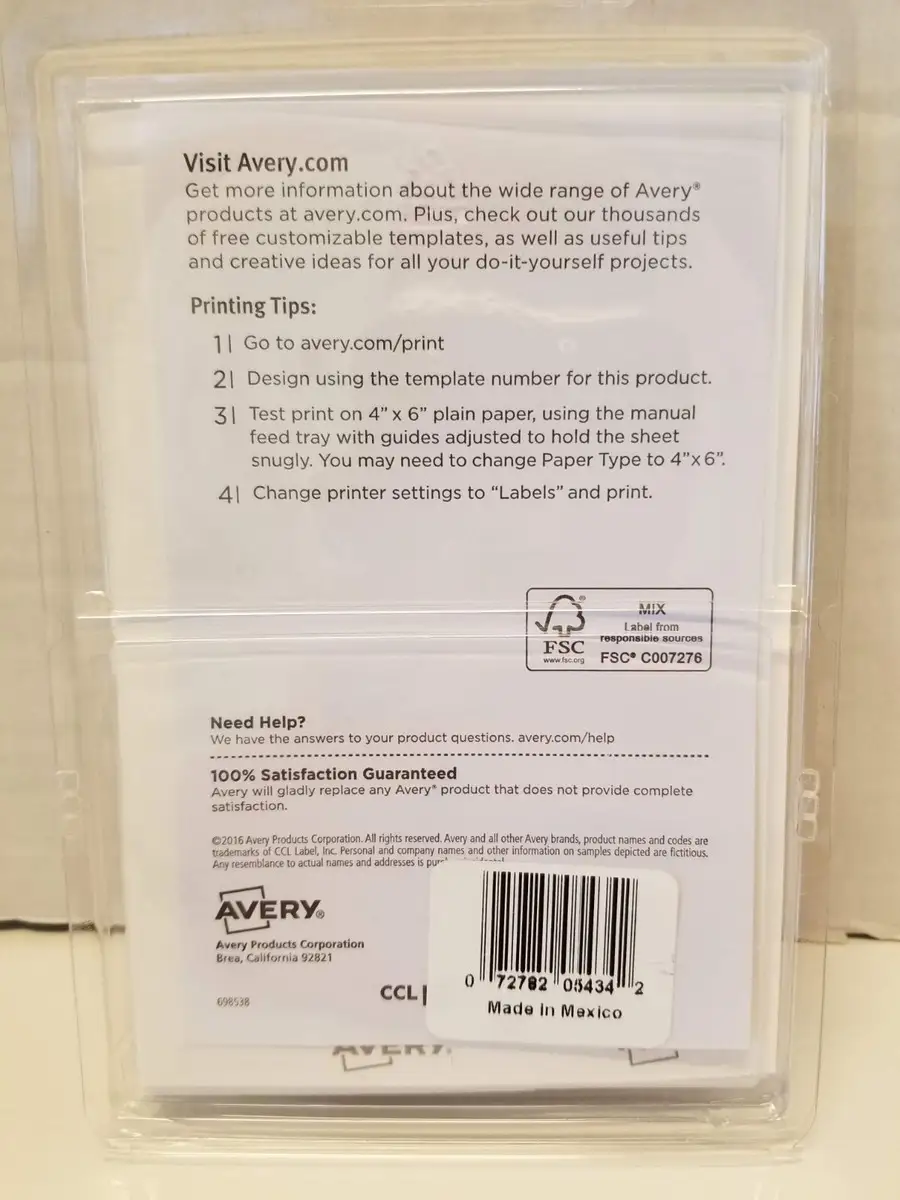 Visit Avery.com
Get more information about the wide range of Avery®
products at avery.com. Plus, check out our thousands
of free customizable templates, as well as useful tips
and creative ideas for all your do-it-yourself projects.
Printing Tips:
1| Go to avery.com/print
2| Design using the template number for this product.
3| Test print on 4” x 6” plain paper, using the manual
feed tray with guides adjusted to hold the sheet
snugly. You may need to change Paper Type to 4”x6”.
4| Change printer settings to “Labels” and print.
FSC®
www.fsc.org
MIX
Label from
responsible sources
FSC® C007276
Need Help?
We have the answers to your product questions. avery.com/help
100% Satisfaction Guaranteed
Avery will gladly replace any Avery® product that does not provide complete
satisfaction.
©2016 Avery Products Corporation. All rights reserved. Avery and all other Avery brands, product names and codes are
trademarks of CCL Label, Inc. Personal and company names and other information on samples depicted are fictitious.
Any resemblance to actual names and addresses is
AVERY®
Avery Products Corporation
Brea, California 92821
698538
CCL
0 72782 05434 2
Made in Mexico
AVERY